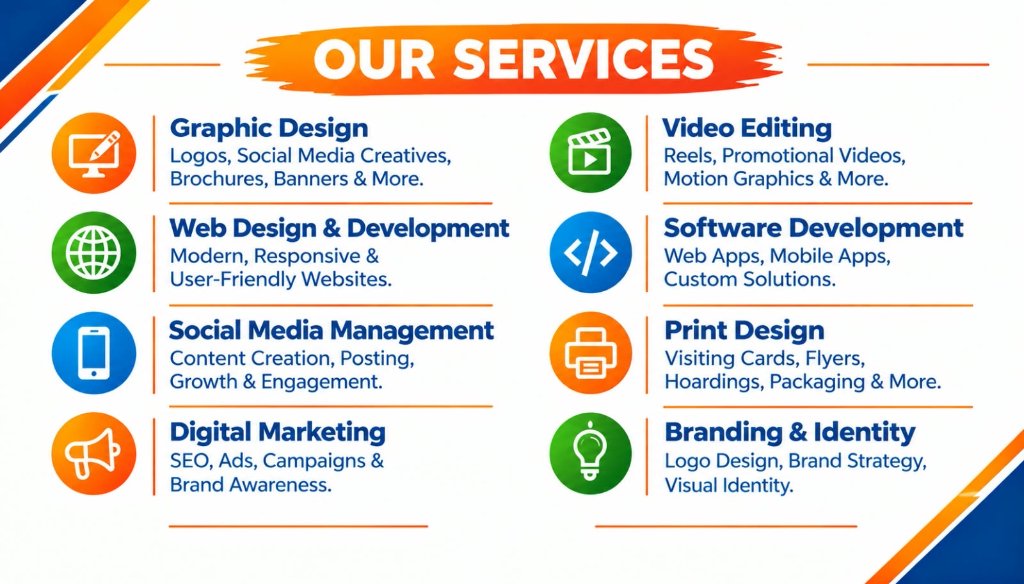 OUR SERVICES
Graphic Design
Logos, Social Media Creatives,
Brochures, Banners & More.
Web Design & Development
Modern, Responsive &
User-Friendly Websites.
Social Media Management
Content Creation, Posting,
Growth & Engagement.
Digital Marketing
SEO, Ads, Campaigns &
Brand Awareness.
Video Editing
Reels, Promotional Videos,
Motion Graphics & More.
Software Development
Web Apps, Mobile Apps,
Custom Solutions.
Print Design
Visiting Cards, Flyers,
Hoardings, Packaging & More.
Branding & Identity
Logo Design, Brand Strategy,
Visual Identity.